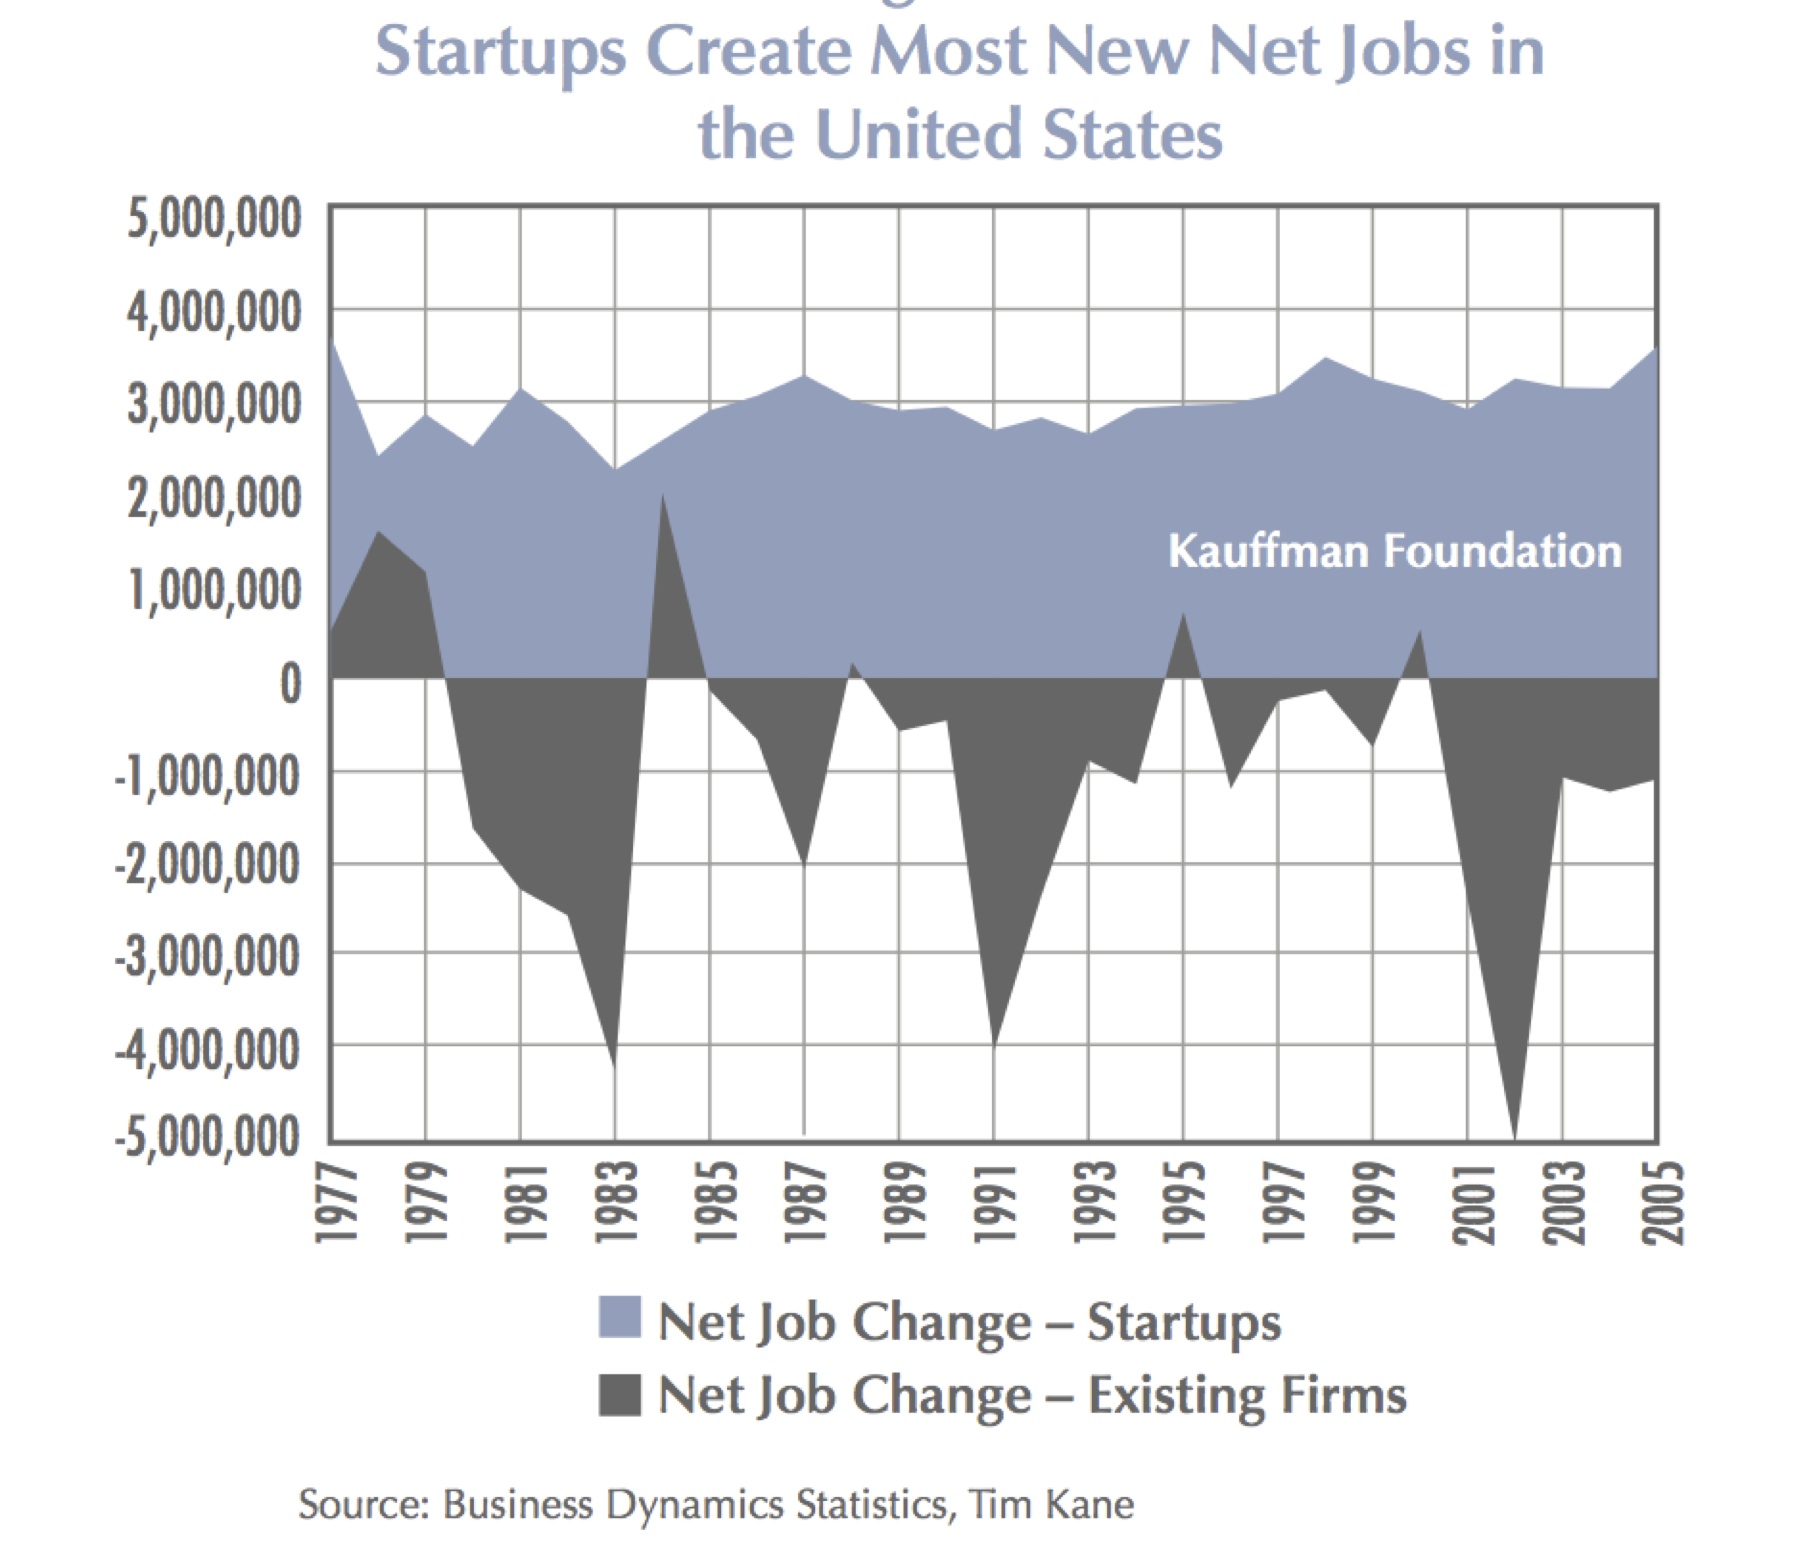 Startups Create Most New Net Jobs in
the United States
5,000,000
4,000,000
3,000,000
2,000,000
1,000,000
0
-1,000,000
-2,000,000
-3,000,000
-4,000,000
-5,000,000
Kauffman Foundation
1977 1979 1981 1983 1985 1987 1989 1991 1993 1995 1997 1999 2001 2003 2005
Net Job Change – Startups
Net Job Change – Existing Firms
Source: Business Dynamics Statistics, Tim Kane